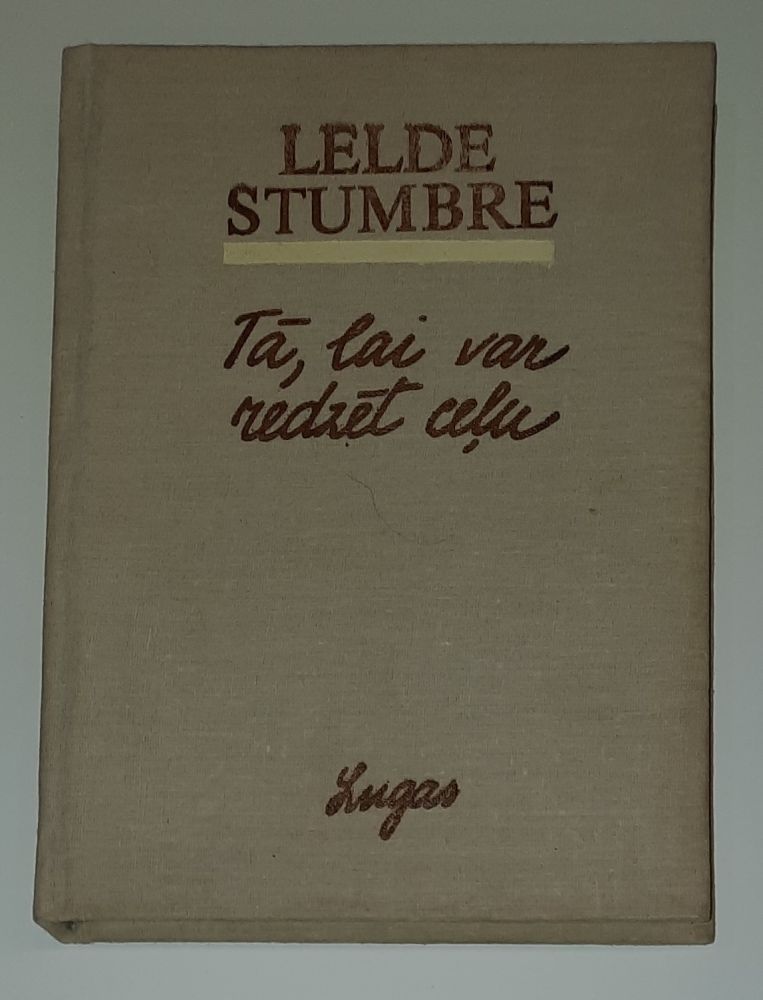 LELDE
STUMBRE
Tā, lai var
redzēt ceļu
Lugas